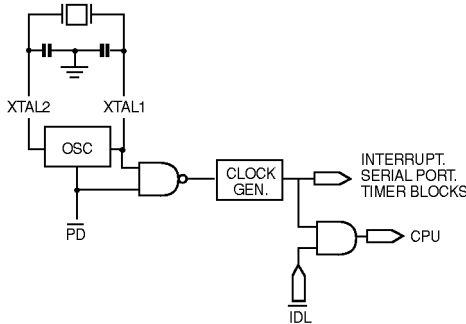 XTAL2
XTAL1
OSC
INTERRUPT.
SERIAL PORT.
TIMER BLOCKS
CLOCK
GEN.
PD
CPU
IDL